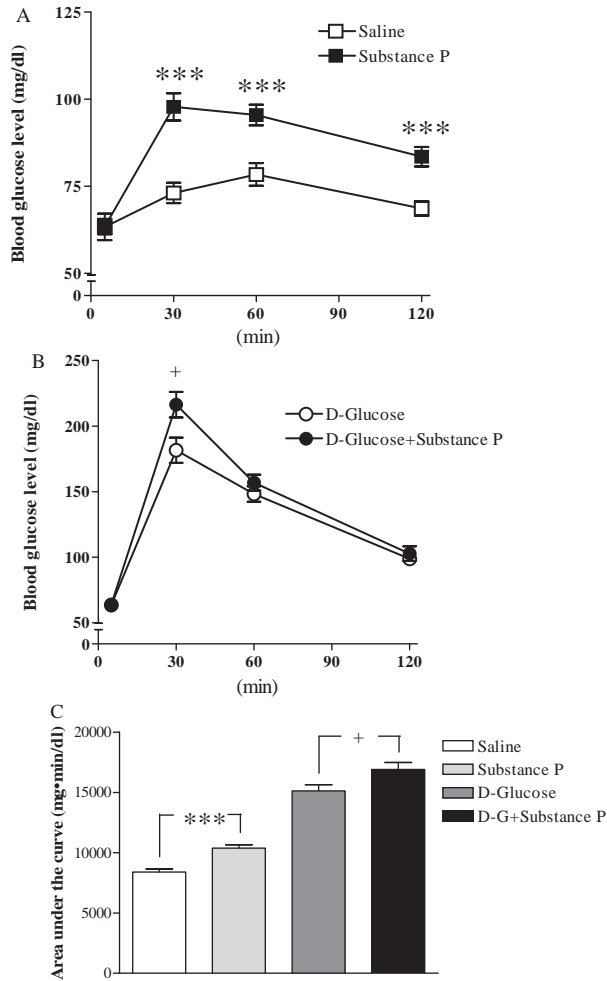 A
Blood glucose level (mg/dl)
125
100
75
50
0
Saline
Substance P
***
***
***
0
30
60
90
120
(min)
B
Blood glucose level (mg/dl)
250
200
150
100
50
0
+
D-Glucose
D-Glucose+Substance P
0
30
60
90
120
(min)
C
Area under the curve (mg•min/dl)
20000
15000
10000
5000
0
***
+
Saline
Substance P
D-Glucose
D-G+Substance P